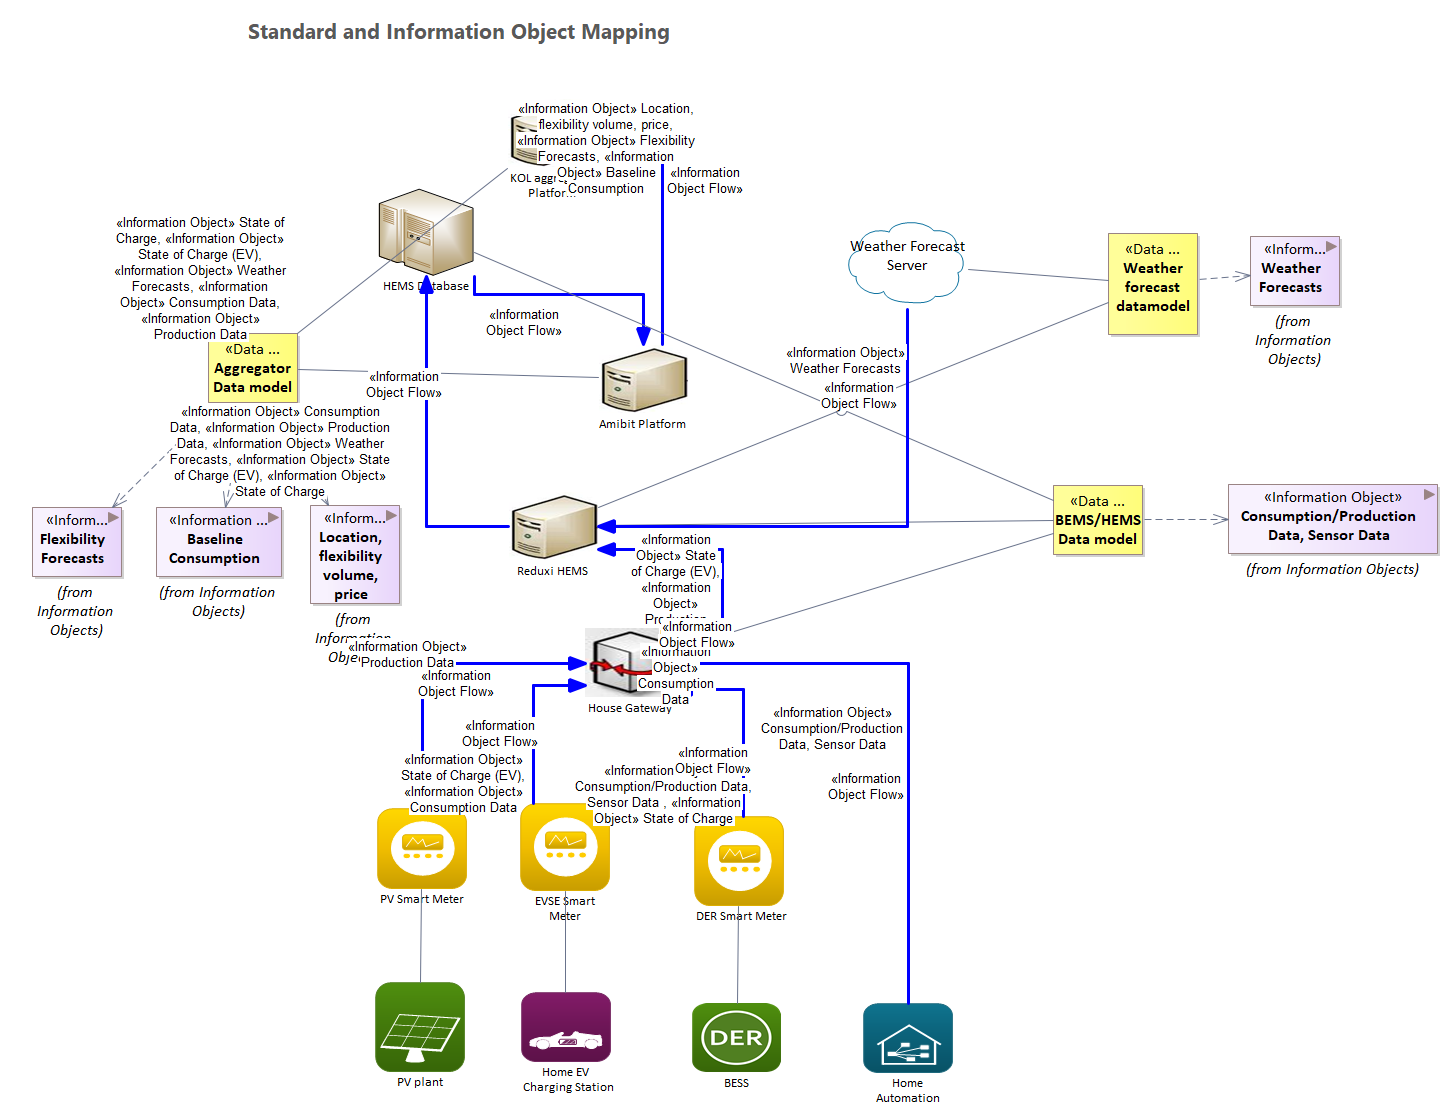 Standard and Information Object Mapping
«Information Object» Location,
flexibility volume, price,
«Information Object» Flexibility
Forecasts, «Information
Object» Baseline
Consumption
KOL aggr
Platfor...
«Information
Object Flow»
HEMS Database
«Information Object» State of
Charge, «Information Object»
State of Charge (EV),
«Information Object» Weather
Forecasts, «Information
Object» Consumption Data,
«Information Object»
Production Data
«Information
Object Flow»
Weather Forecast
Server
«Data ...
Weather
forecast
datamodel
«Inform...
Weather
Forecasts
(from
Information
Objects)
«Data ...
Aggregator
Data model
«Information
Object Flow»
Amibit Platform
«Information Object»
Weather Forecasts
«Information
Object Flow»
«Information Object» Consumption
Data, «Information Object» Production
Data, «Information Object» Weather
Forecasts, «Information Object» State
of Charge (EV), «Information Object»
State of Charge
«Inform...
Flexibility
Forecasts
(from
Information
Objects)
«Information ...
Baseline
Consumption
(from Information
Objects)
«Inform...
Location,
flexibility
volume,
price
(from
Information
Reduxi HEMS
«Data ...
BEMS/HEMS
Data model
«Information Object»
Consumption/Production
Data, Sensor Data
(from Information Objects)
«Information
Object» State
of Charge (EV),
«Information
Object»
Production
«Information
Object Flow»
«Information
Object»
Consumption
Data
House Gateway
«Information Object»
Production Data
«Information
Object Flow»
«Information
Object Flow»
«Information Object»
State of Charge (EV),
«Information Object»
Consumption Data
«Information
Object Flow»
«Information
Consumption/Production Data,
Sensor Data , «Information
Object» State of Charge
«Information Object»
Consumption/Production
Data, Sensor Data
«Information
Object Flow»
PV Smart Meter
EVSE Smart
Meter
DER Smart Meter
PV plant
Home EV
Charging Station
DER
BESS
Home
Automation